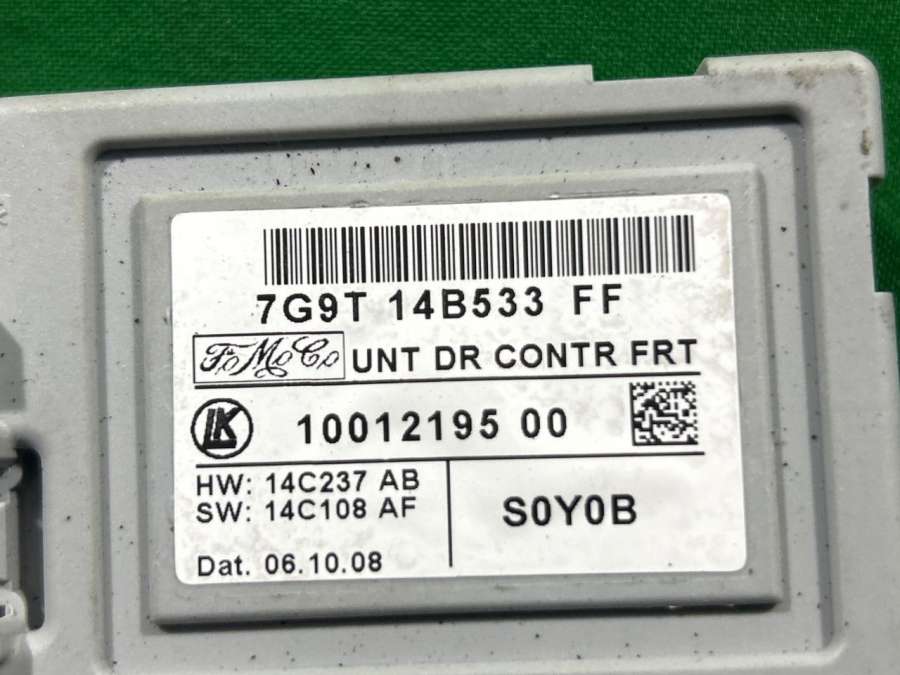 7G9T 14B533 FF
FoMoCo UNT DR CONTR FRT
LK 10012195 00
HW: 14C237 AB
SW: 14C108 AF
S0Y0B
Dat. 06.10.08